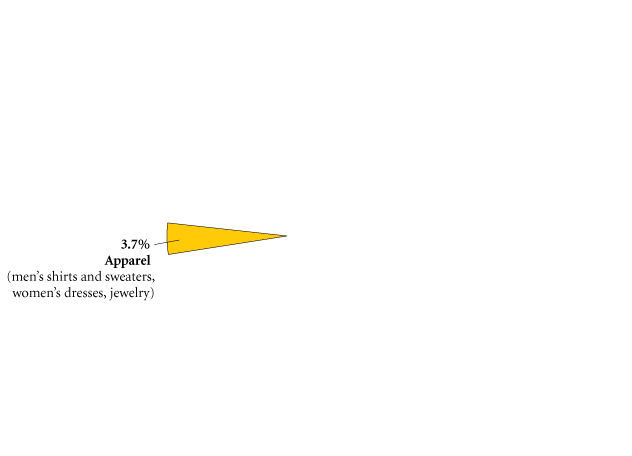 3.7%
Apparel
(men’s shirts and sweaters,
women’s dresses, jewelry)